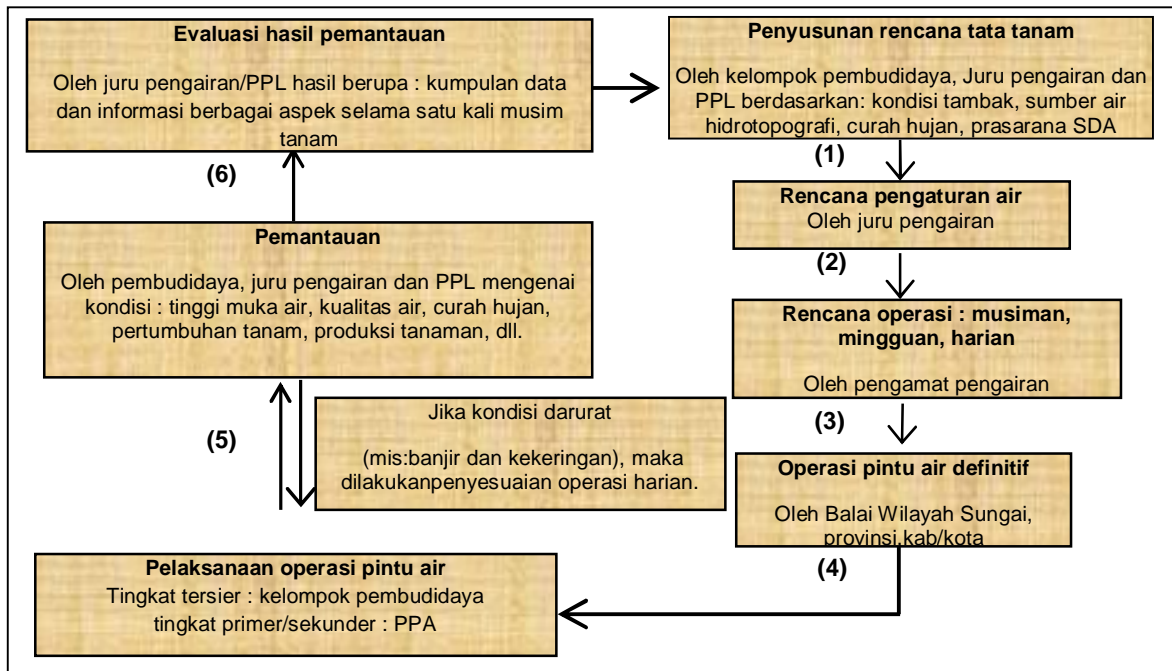 Evaluasi hasil pemantauan
Oleh juru pengairan/PPL hasil berupa : kumpulan data
dan informasi berbagai aspek selama satu kali musim
tanam
(6)
Penyusunan rencana tata tanam
Oleh kelompok pembudidaya, Juru pengairan dan
PPL berdasarkan: kondisi tambak, sumber air
hidrotopografi, curah hujan, prasarana SDA
(1)
Rencana pengaturan air
Oleh juru pengairan
(2)
Rencana operasi : musiman,
mingguan, harian
Oleh pengamat pengairan
(3)
Operasi pintu air definitif
Oleh Balai Wilayah Sungai,
provinsi,kab/kota
(4)
Pemantauan
Oleh pembudidaya, juru pengairan dan PPL mengenai
kondisi : tinggi muka air, kualitas air, curah hujan,
pertumbuhan tanam, produksi tanaman, dll.
(5)
Jika kondisi darurat
(mis:banjir dan kekeringan), maka
dilakukanpenyesuaian operasi harian.
Pelaksanaan operasi pintu air
Tingkat tersier : kelompok pembudidaya
tingkat primer/sekunder : PPA